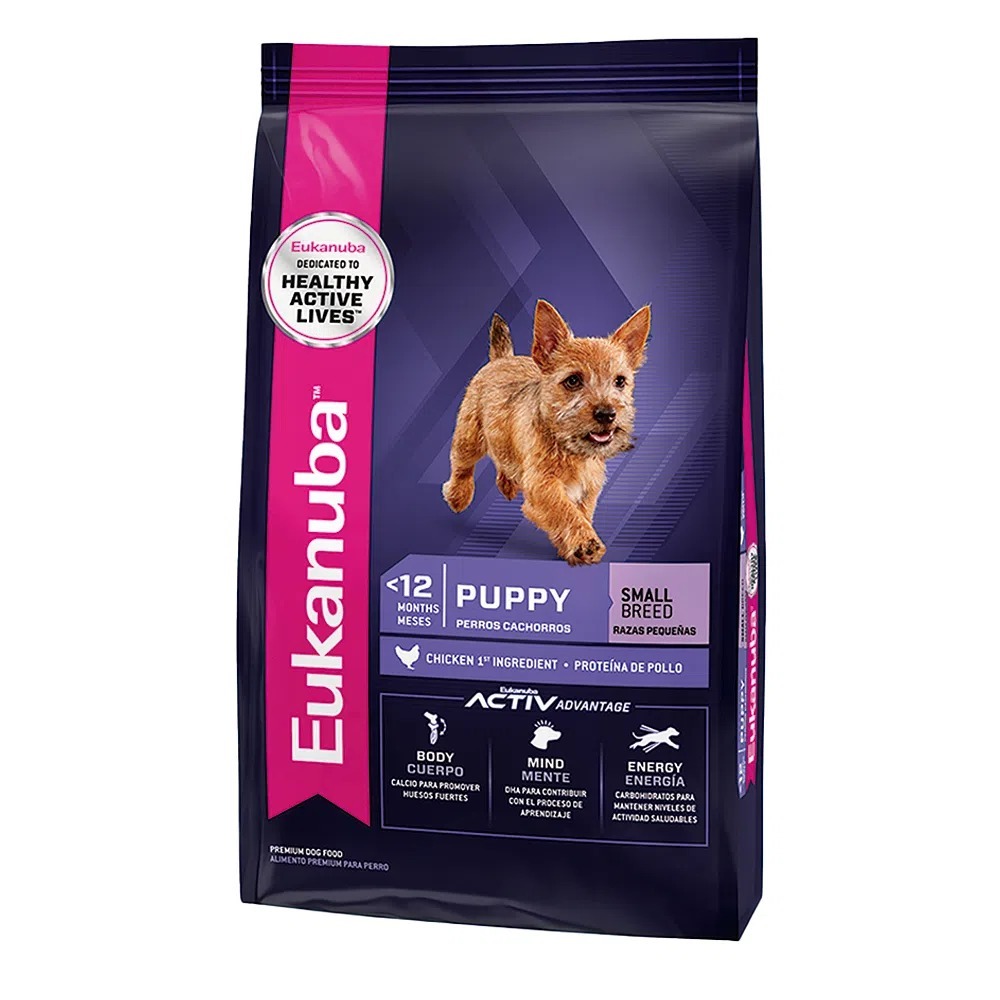 Eukanuba
DEDICATED TO
HEALTHY
ACTIVE
LIVES™
Eukanuba™
<12
MONTHS
MESES
PUPPY
PERROS CACHORROS
SMALL
BREED
RAZAS PEQUEÑAS
CHICKEN 1ST INGREDIENT • PROTEÍNA DE POLLO
Eukanuba
ACTIV ADVANTAGE
BODY
CUERPO
CALCIO PARA PROMOVER
HUESOS FUERTES
MIND
MENTE
DHA PARA CONTRIBUIR
CON EL PROCESO DE
APRENDIZAJE
ENERGY
ENERGÍA
CARBOHIDRATOS PARA
MANTENER NIVELES DE
ACTIVIDAD SALUDABLES
PREMIUM DOG FOOD
ALIMENTO PREMIUM PARA PERRO
Eukanuba
PUPPY